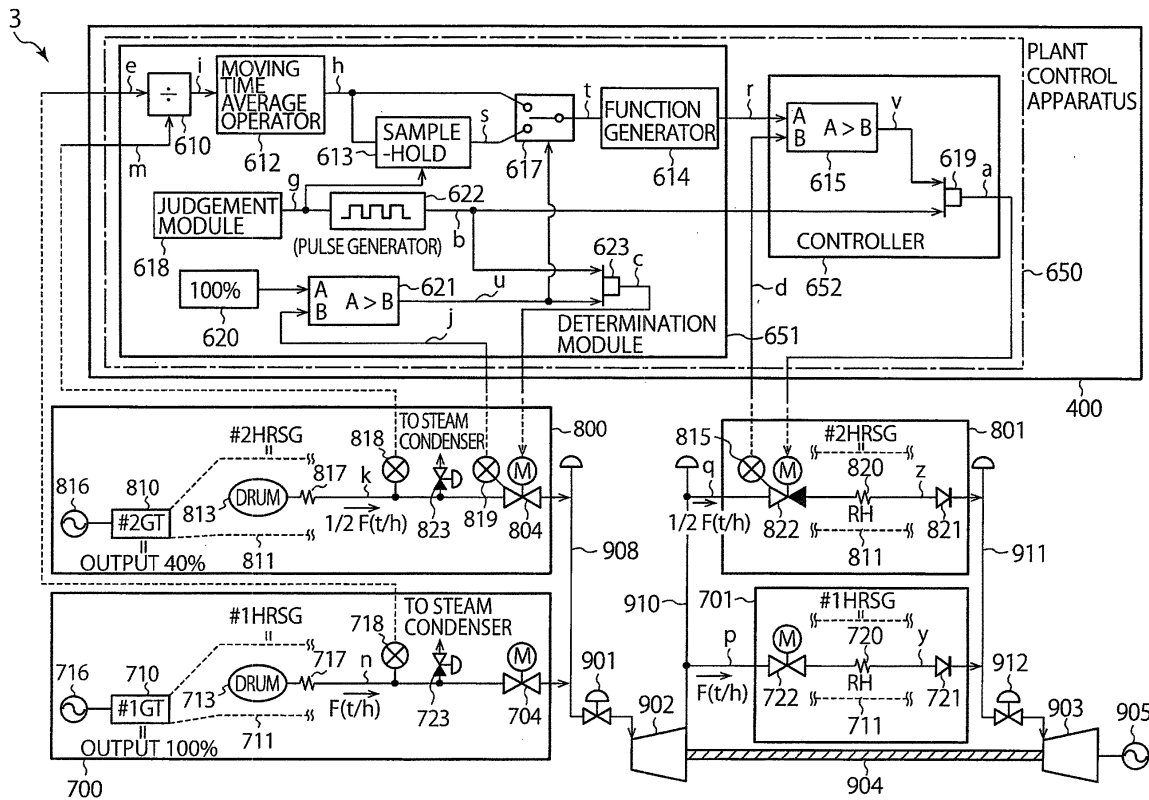 3
PLANT
CONTROL
APPARATUS
e
÷
610
m
i
MOVING
TIME
AVERAGE
OPERATOR
612
h
SAMPLE
-HOLD
613
s
617
t
FUNCTION
GENERATOR
614
r
A
B
A > B
615
v
619
a
JUDGEMENT
MODULE
618
g
622
(PULSE GENERATOR)
b
CONTROLLER
652
650
100%
620
A
B
A > B
621
u
j
623
c
DETERMINATION
MODULE
651
d
400
800
#2HRSG
=
816
810
#2GT
=
OUTPUT 40%
DRUM
813
817
811
k
1/2 F(t/h)
818
TO STEAM
CONDENSER
823
819
M
804
908
801
815
M
#2HRSG
=
820
q
1/2 F(t/h)
822
RH
811
z
821
911
910
700
#1HRSG
=
716
710
#1GT
=
OUTPUT 100%
DRUM
713
717
711
n
F(t/h)
718
TO STEAM
CONDENSER
723
M
704
901
902
701
#1HRSG
=
M
720
p
F(t/h)
722
RH
711
y
721
912
903
905
904